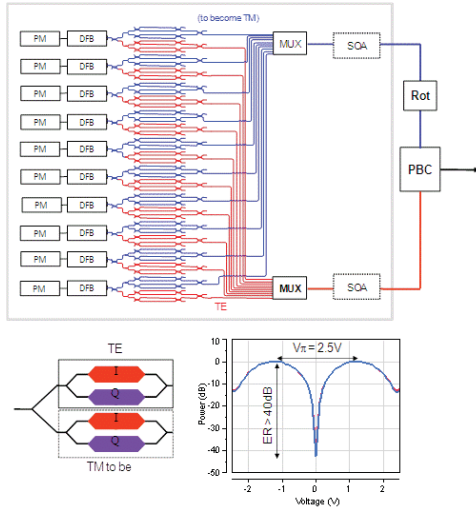 (to become TM)
PM DFB
MUX
SOA
PM DFB
PM DFB
Rot
PM DFB
PM DFB
PBC
PM DFB
PM DFB
PM DFB
PM DFB
MUX
SOA
PM DFB
TE
TE
I
Q
I
Q
TM to be
Vπ = 2.5V
ER > 40dB
Power (dB)
10
0
-10
-20
-30
-40
-50
-2 -1 0 1 2
Voltage (V)